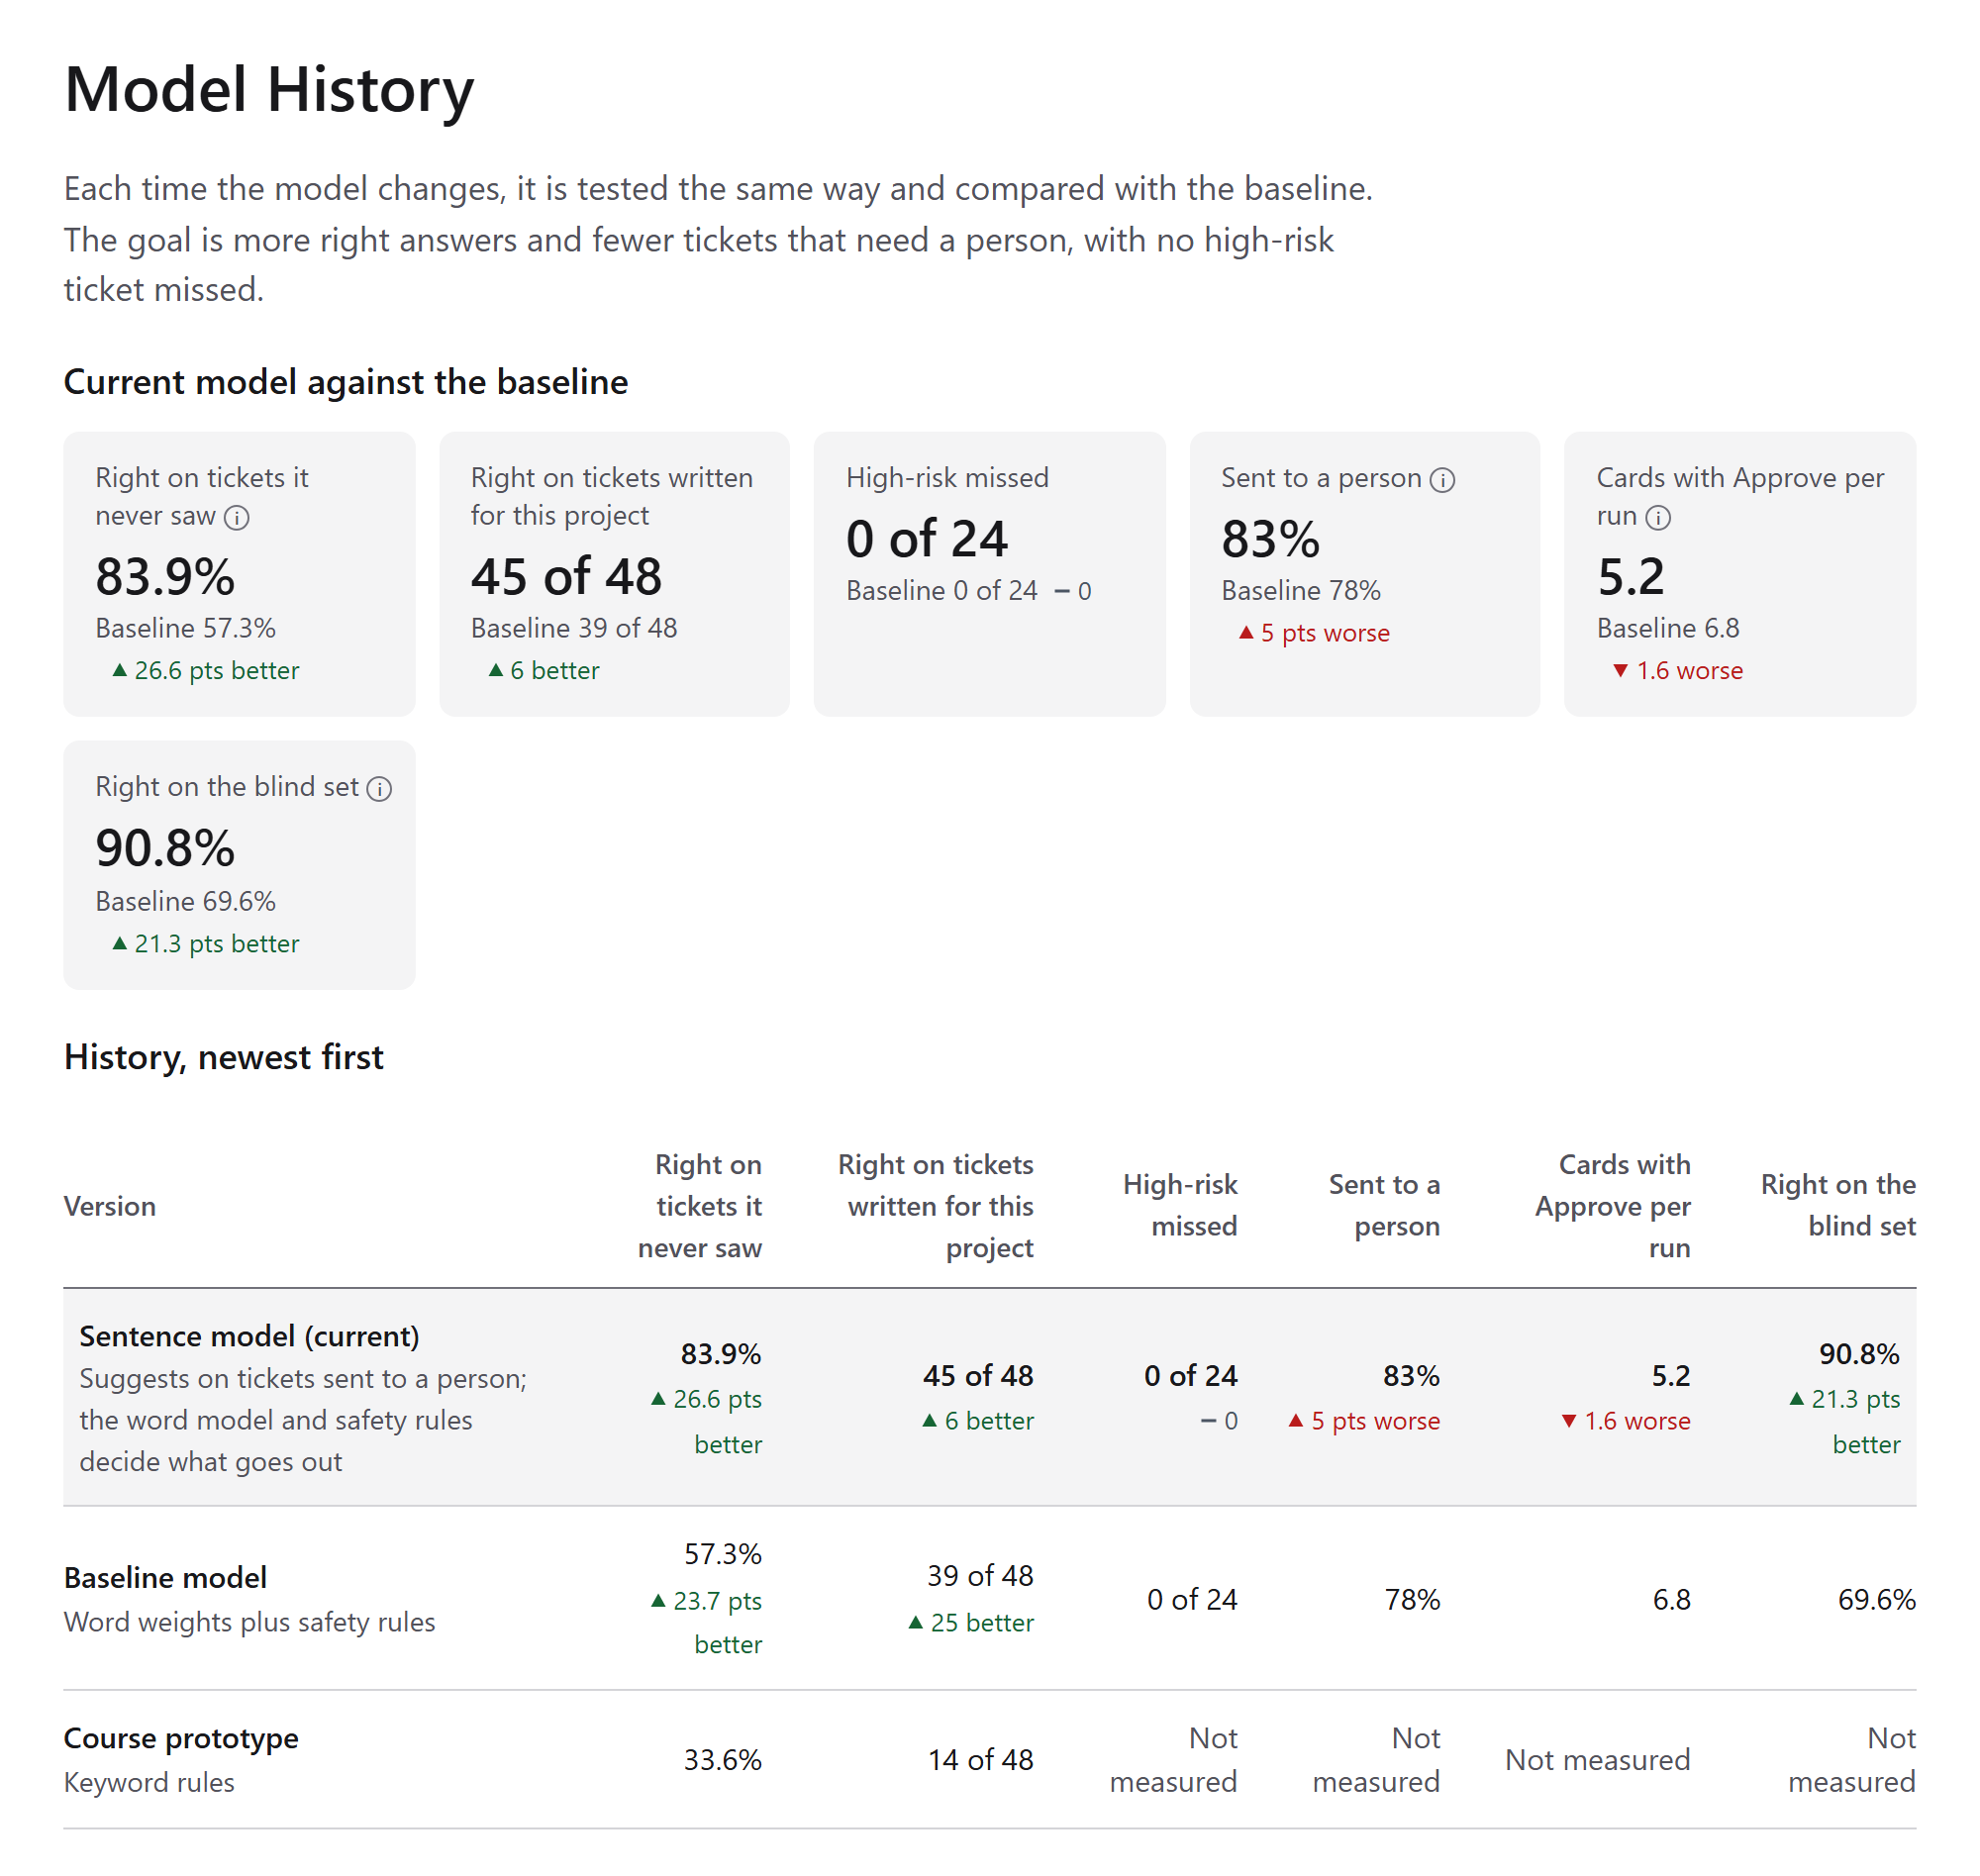 Model History
Each time the model changes, it is tested the same way and compared with the baseline.
The goal is more right answers and fewer tickets that need a person, with no high-risk
ticket missed.
Current model against the baseline
Right on tickets it
never saw
83.9%
Baseline 57.3%
▲ 26.6 pts better
Right on tickets written
for this project
45 of 48
Baseline 39 of 48
▲ 6 better
High-risk missed
0 of 24
Baseline 0 of 24 – 0
Sent to a person
83%
Baseline 78%
▲ 5 pts worse
Cards with Approve per
run
5.2
Baseline 6.8
▼ 1.6 worse
Right on the blind set
90.8%
Baseline 69.6%
▲ 21.3 pts better
History, newest first
Version
Right on
tickets it
never saw
Right on tickets
written for this
project
High-risk
missed
Sent to a
person
Cards with
Approve per
run
Right on the
blind set
Sentence model (current)
Suggests on tickets sent to a person;
the word model and safety rules
decide what goes out
83.9%
▲ 26.6 pts
better
45 of 48
▲ 6 better
0 of 24
– 0
83%
▲ 5 pts worse
5.2
▼ 1.6 worse
90.8%
▲ 21.3 pts
better
Baseline model
Word weights plus safety rules
57.3%
▲ 23.7 pts
better
39 of 48
▲ 25 better
0 of 24
78%
6.8
69.6%
Course prototype
Keyword rules
33.6%
14 of 48
Not
measured
Not
measured
Not measured
Not
measured